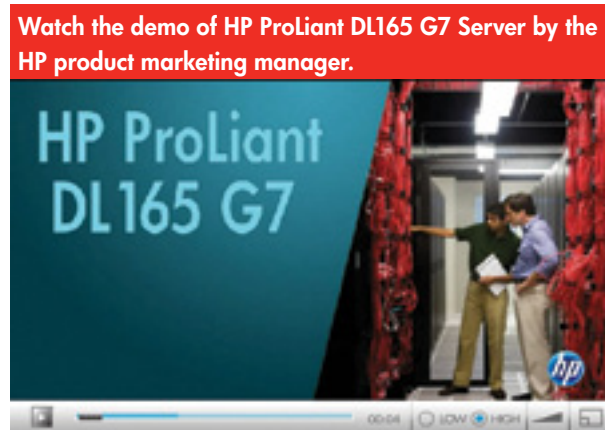 Watch the demo of HP ProLiant DL165 G7 Server by the
HP product marketing manager.
HP ProLiant
DL165 G7
hp
00:04 LOW HIGH